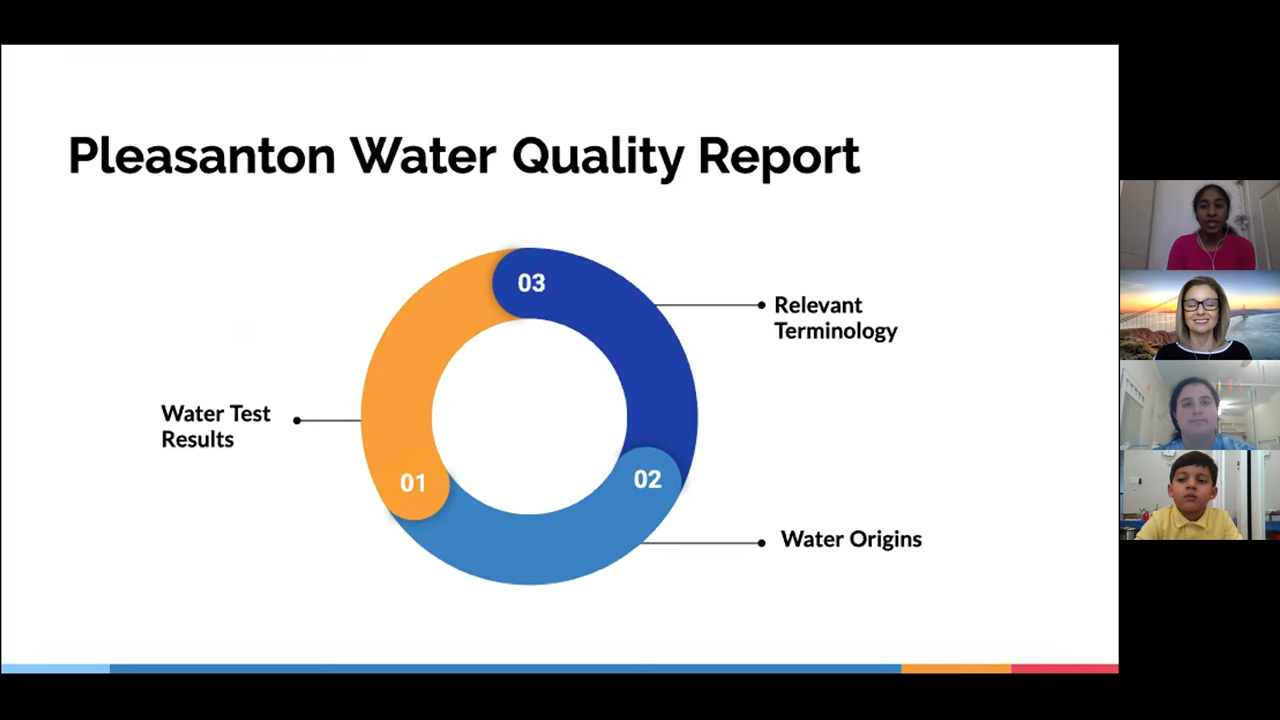 Pleasanton Water Quality Report
03
Relevant
Terminology
Water Test
Results
01
02
Water Origins